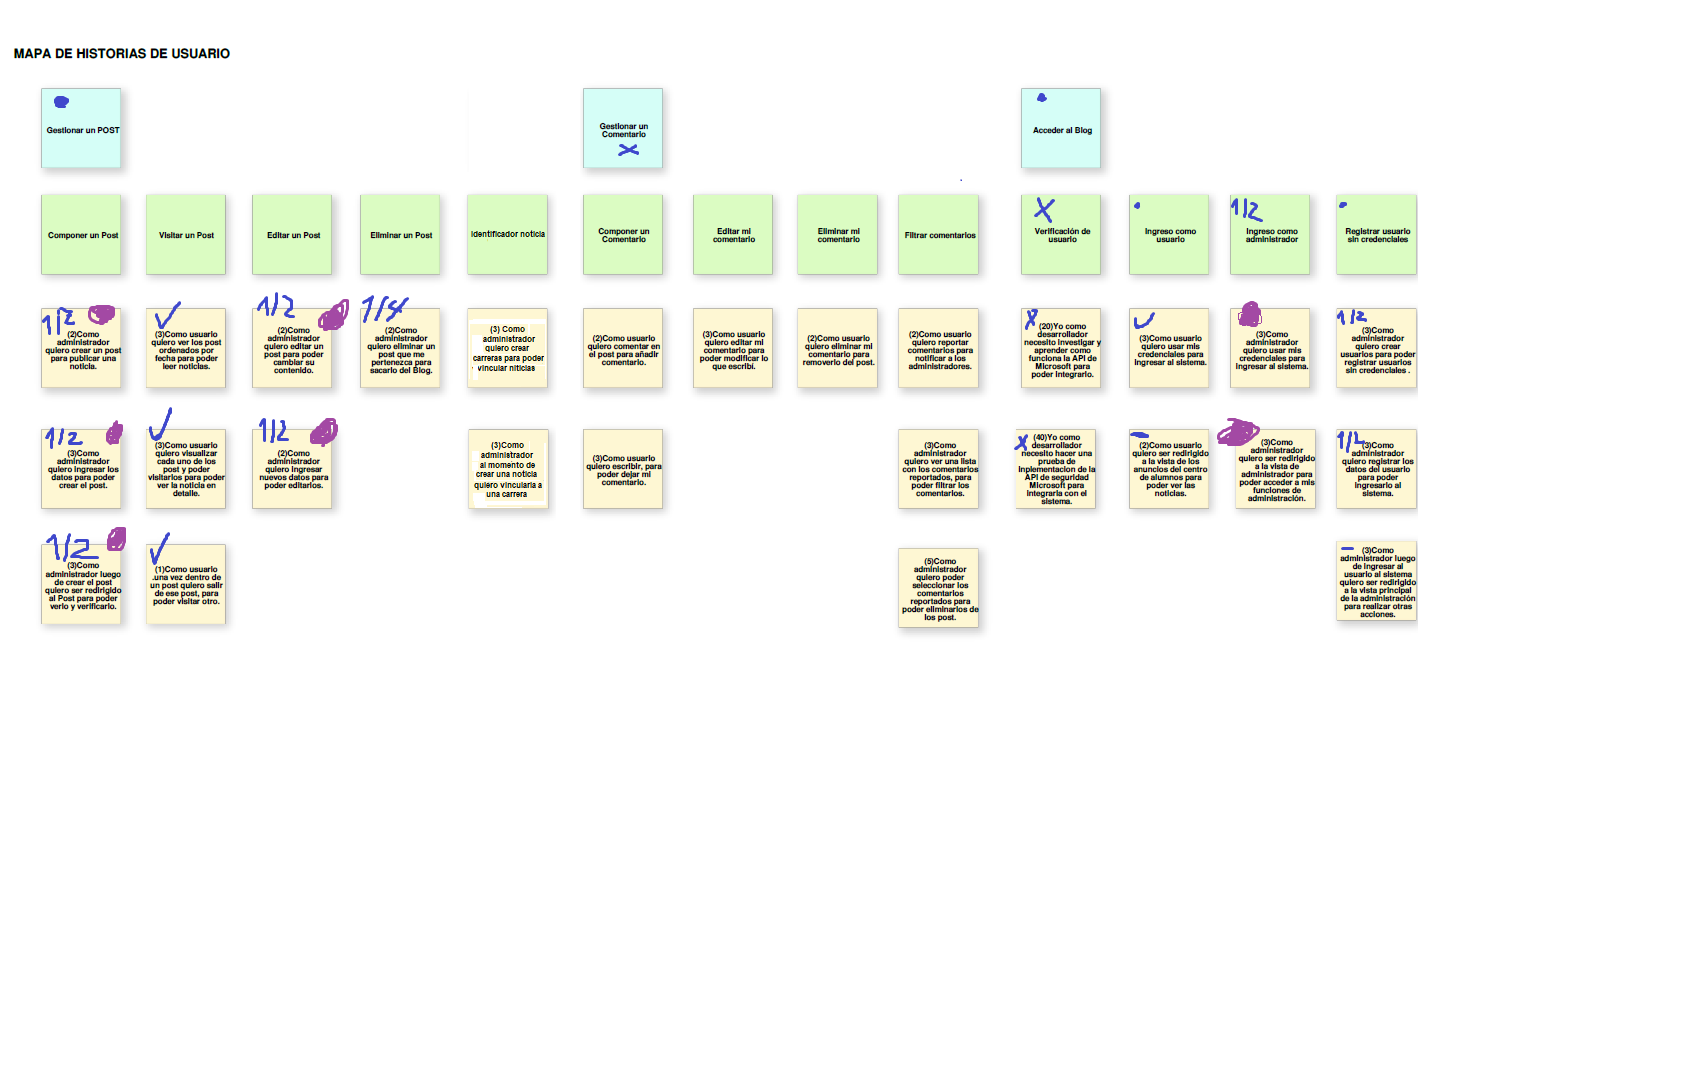 MAPA DE HISTORIAS DE USUARIO
Gestionar un POST
Gestionar un
Comentario
X
Acceder al Blog
Componer un Post
Visitar un Post
Editar un Post
Eliminar un Post
Identificador noticia
Componer un
Comentario
Editar mi
comentario
Eliminar mi
comentario
Filtrar comentarios
X
Verificación de
usuario
Ingreso como
usuario
1/2
Ingreso como
administrador
Registrar usuario
sin credenciales
1/2
(2)Como
administrador
quiero crear un post
para publicar una
noticia.
(3)Como usuario
quiero ver los post
ordenados por
fecha para poder
leer noticias.
1/2
(2)Como
administrador
quiero editar un
post para poder
cambiar su
contenido.
1/4
(2)Como
administrador
quiero eliminar un
post que me
pertenezca para
sacarlo del Blog.
(3) Como
administrador
quiero crear
carreras para poder
vincular niticias
(2)Como usuario
quiero comentar en
el post para añadir
comentario.
(3)Como usuario
quiero editar mi
comentario para
poder modificar lo
que escribí.
(2)Como usuario
quiero eliminar mi
comentario para
removerlo del post.
(2)Como usuario
quiero reportar
comentarios para
notificar a los
administradores.
X
(20)Yo como
desarrollador
necesito investigar y
aprender como
funciona la API de
Microsoft para
poder integrarlo.
(3)Como usuario
quiero usar mis
credenciales para
ingresar al sistema.
(3)Como
administrador
quiero usar mis
credenciales para
ingresar al sistema.
1/2
(3)Como
administrador
quiero crear
usuarios para poder
registrar usuarios
sin credenciales .
1/2
(3)Como
administrador
quiero ingresar los
datos para poder
crear el post.
(3)Como usuario
quiero visualizar
cada uno de los
post y poder
visitarlos para poder
ver la noticia en
detalle.
1/2
(2)Como
administrador
quiero ingresar
nuevos datos para
poder editarlos.
(3)Como
administrador
al momento de
crear una noticia
quiero vincularla a
una carrera
(3)Como usuario
quiero escribir, para
poder dejar mi
comentario.
(3)Como
administrador
quiero ver una lista
con los comentarios
reportados, para
poder filtrar los
comentarios.
X
(40)Yo como
desarrollador
necesito hacer una
prueba de
inplementacion de la
API de seguridad
Microsoft para
integrarla con el
sistema.
(2)Como usuario
quiero ser redirigido
a la vista de los
anuncios del centro
de alumnos para
poder ver las
noticias.
(3)Como
administrador
quiero ser redirigido
a la vista de
administrador para
poder acceder a mis
funciones de
administración.
1/2
(3)Como
administrador
quiero registrar los
datos del usuario
para poder
ingresarlo al
sistema.
1/2
(3)Como
administrador luego
de crear el post
quiero ser redirigido
al Post para poder
verlo y verificarlo.
(1)Como usuario
.una vez dentro de
un post quiero salir
de ese post, para
poder visitar otro.
(5)Como
administrador
quiero poder
seleccionar los
comentarios
reportados para
poder eliminarlos de
los post.
(3)Como
administrador luego
de ingresar al
usuario al sistema
quiero ser redirigido
a la vista principal
de la administración
para realizar otras
acciones.